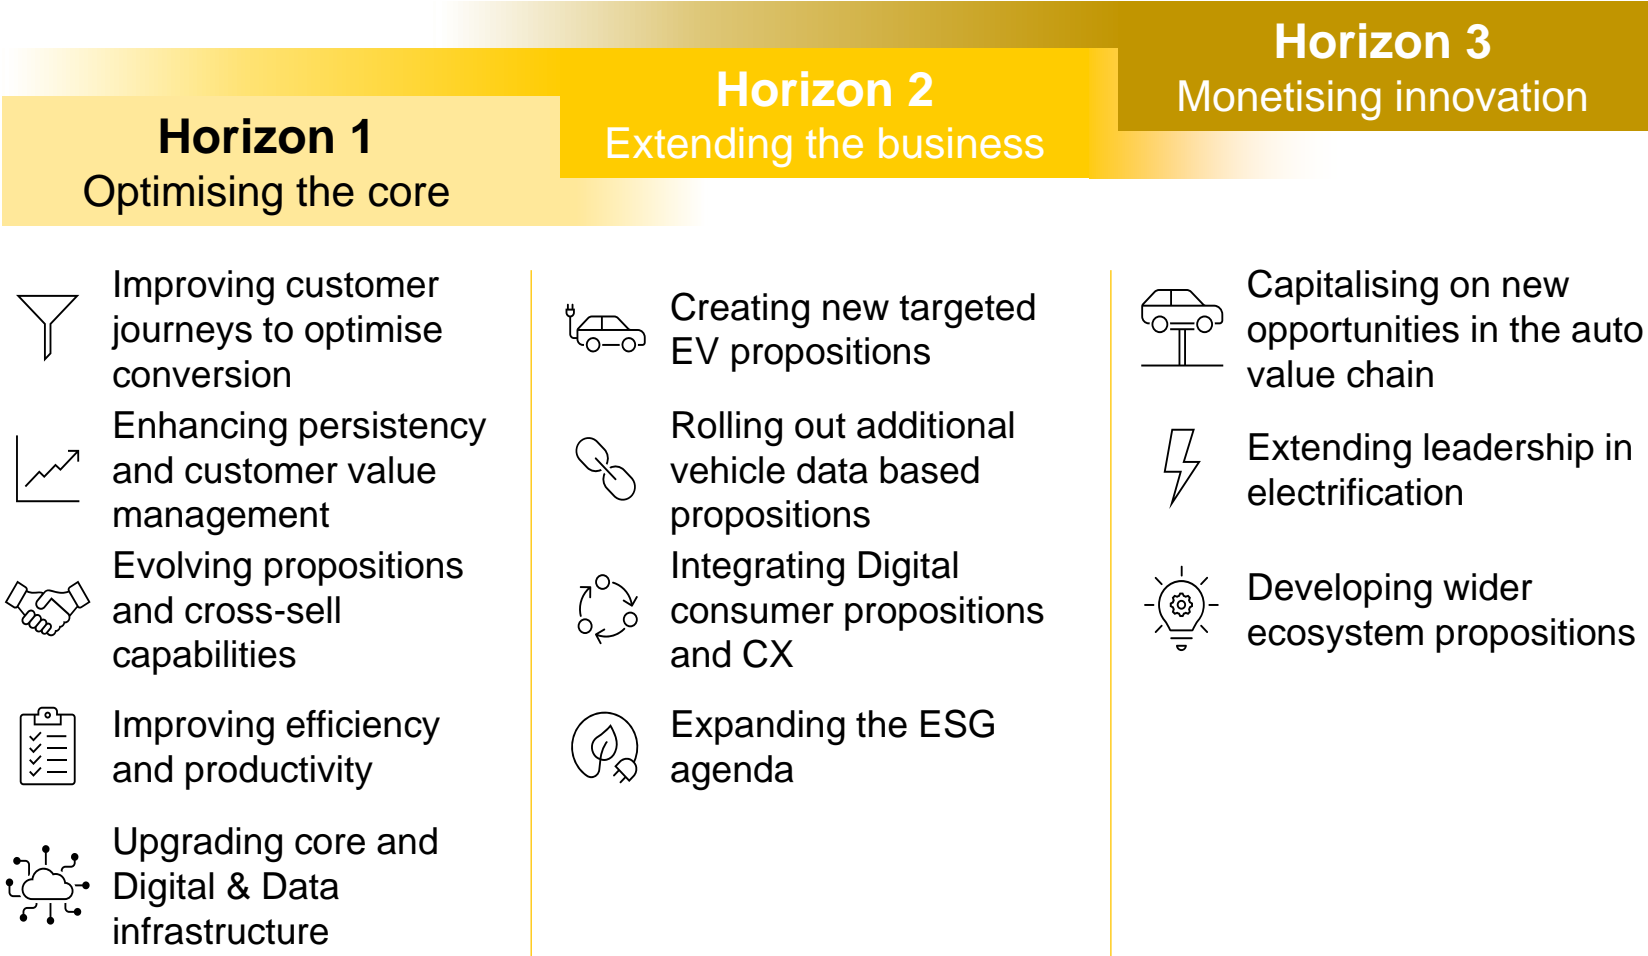 Horizon 1
Optimising the core
Improving customer
journeys to optimise
conversion
Enhancing persistency
and customer value
management
Evolving propositions
and cross-sell
capabilities
Improving efficiency
and productivity
Upgrading core and
Digital & Data
infrastructure
Horizon 2
Extending the business
Creating new targeted
EV propositions
Rolling out additional
vehicle data based
propositions
Integrating Digital
consumer propositions
and CX
Expanding the ESG
agenda
Horizon 3
Monetising innovation
Capitalising on new
opportunities in the auto
value chain
Extending leadership in
electrification
Developing wider
ecosystem propositions